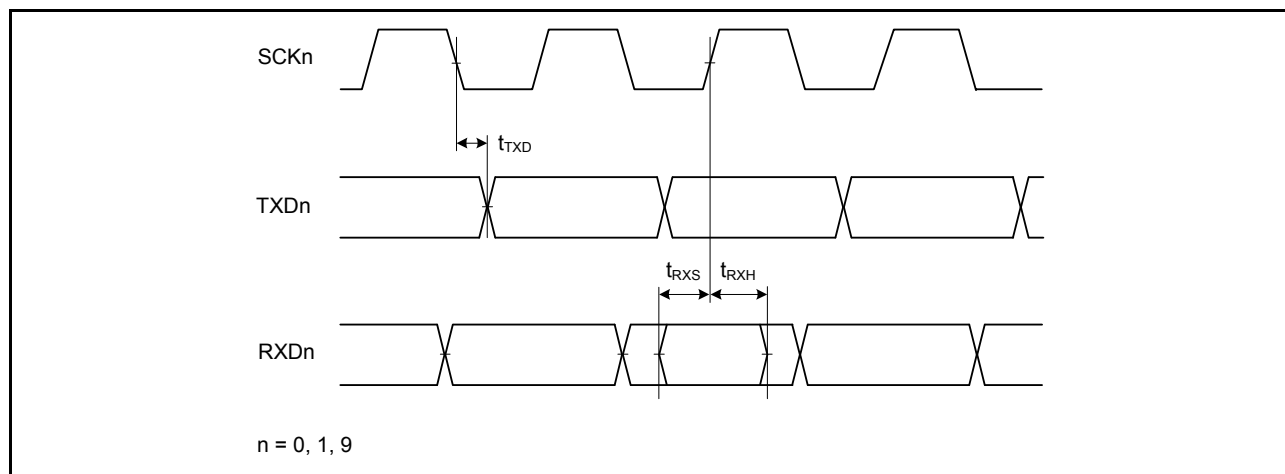 SCKn
tTXD
TXDn
tRXS tRXH
RXDn
n = 0, 1, 9